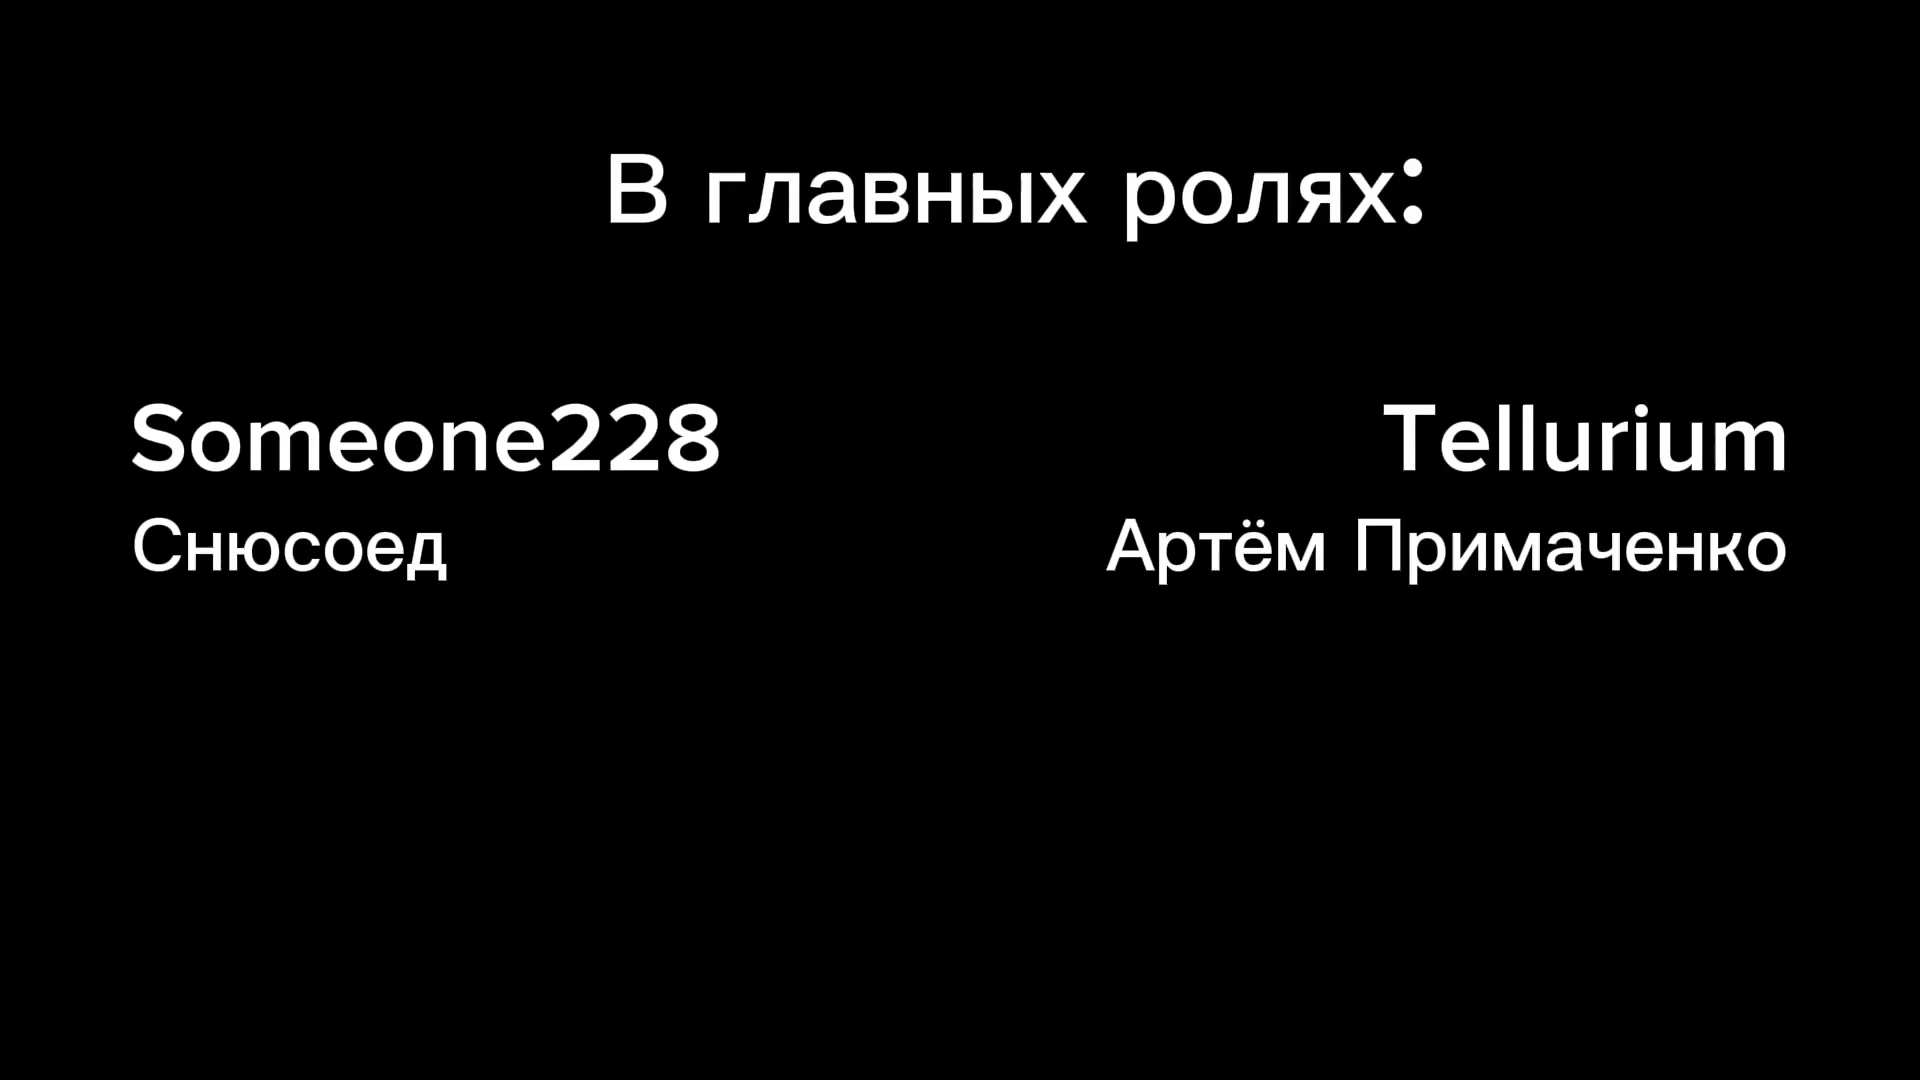 В главных ролях:
Someone228
Снюсоед
Tellurium
Артём Примаченко